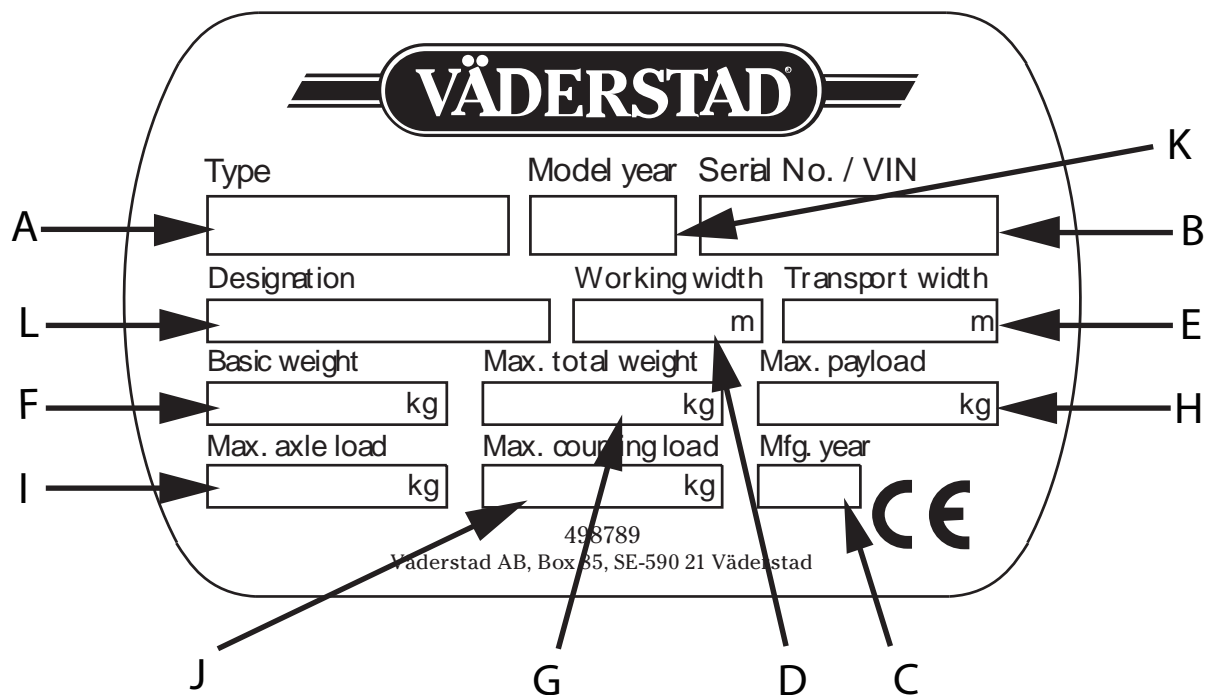 VÄDERSTAD®
K
Type Model year Serial No. / VIN
A B
Designation Working width Transport width
L m m E
Basic weight Max. total weight Max. payload
F kg kg kg H
Max. axle load Max. coupling load Mfg. year
I kg kg CE
498789
Väderstad AB, Box 85, SE-590 21 Väderstad
J G D C